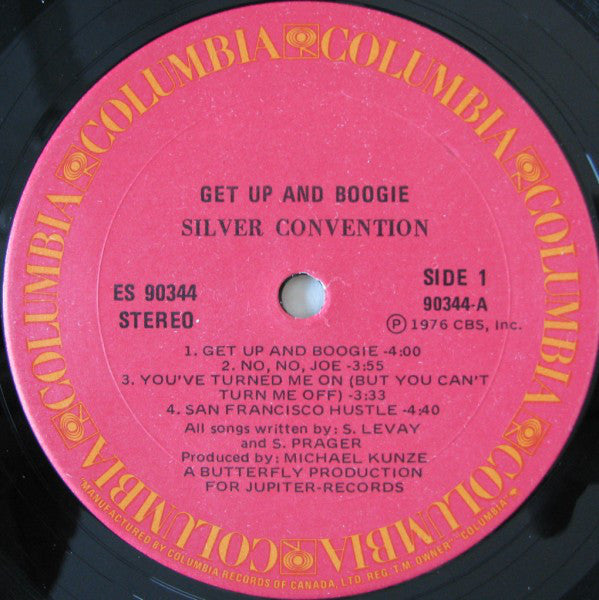 COLUMBIA COLUMBIA COLUMBIA COLUMBIA COLUMBIA COLUMBIA
GET UP AND BOOGIE
SILVER CONVENTION
ES 90344
STEREO
SIDE 1
90344-A
Ⓟ 1976 CBS, Inc.
1. GET UP AND BOOGIE -4:00
2. NO, NO, JOE -3:55
3. YOU'VE TURNED ME ON (BUT YOU CAN'T
TURN ME OFF) -3:33
4. SAN FRANCISCO HUSTLE -4:40
All songs written by: S. LEVAY
and S. PRAGER
Produced by: MICHAEL KUNZE
A BUTTERFLY PRODUCTION
FOR JUPITER-RECORDS
"MANUFACTURED BY COLUMBIA RECORDS OF CANADA, LTD. REG. T.M. OWNER" "COLUMBIA"